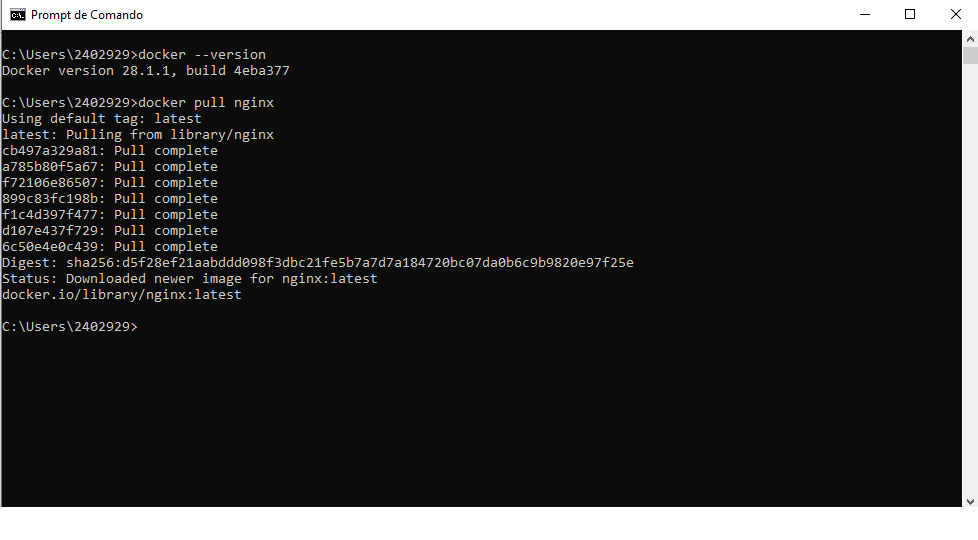 Prompt de Comando
C:\Users\2402929>docker --version
Docker version 28.1.1, build 4eba377
C:\Users\2402929>docker pull nginx
Using default tag: latest
latest: Pulling from library/nginx
cb497a329a81: Pull complete
a785b80f5a67: Pull complete
f72106e86507: Pull complete
899c83fc198b: Pull complete
f1c4d397f477: Pull complete
d107e437f729: Pull complete
6c50e4e0c439: Pull complete
Digest: sha256:d5f28ef21aabddd098f3dbc21fe5b7a7d7a184720bc07da0b6c9b9820e97f25e
Status: Downloaded newer image for nginx:latest
docker.io/library/nginx:latest
C:\Users\2402929>